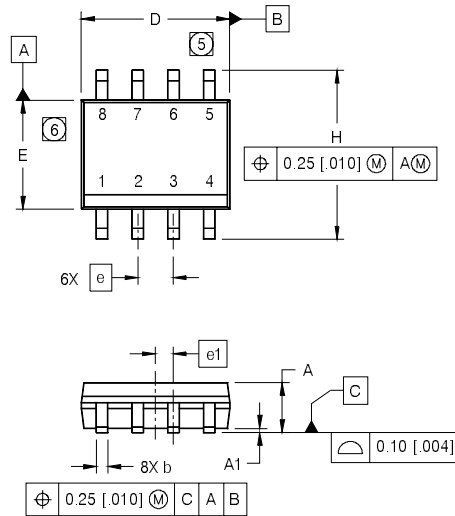 D
B
5
A
8 7 6 5
6
E
H
0.25 [.010] Ⓜ A Ⓜ
1 2 3 4
6X e
e1
A
C
A1
0.10 [.004]
8X b
0.25 [.010] Ⓜ C A B